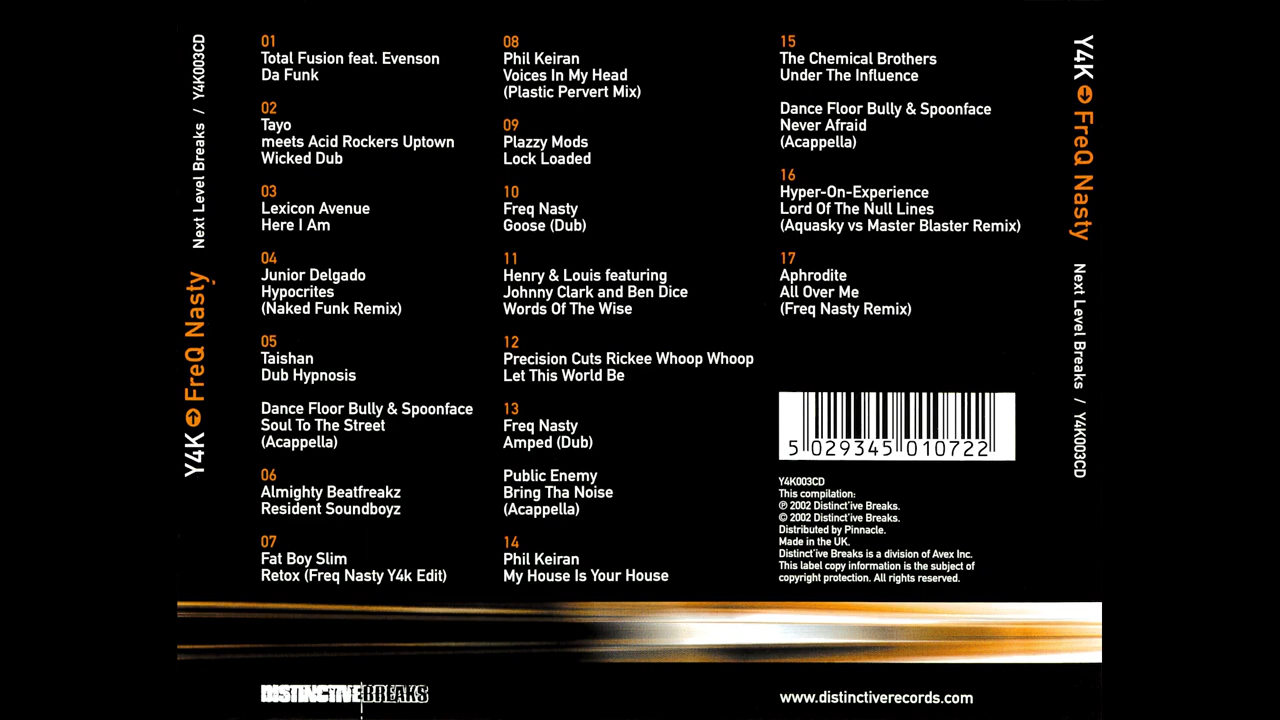 Y4K FreQ Nasty Next Level Breaks / Y4K003CD
01
Total Fusion feat. Evenson
Da Funk
02
Tayo
meets Acid Rockers Uptown
Wicked Dub
03
Lexicon Avenue
Here I Am
04
Junior Delgado
Hypocrites
(Naked Funk Remix)
05
Taishan
Dub Hypnosis
Dance Floor Bully & Spoonface
Soul To The Street
(Acappella)
06
Almighty Beatfreakz
Resident Soundboyz
07
Fat Boy Slim
Retox (Freq Nasty Y4k Edit)
08
Phil Keiran
Voices In My Head
(Plastic Pervert Mix)
09
Plazzy Mods
Lock Loaded
10
Freq Nasty
Goose (Dub)
11
Henry & Louis featuring
Johnny Clark and Ben Dice
Words Of The Wise
12
Precision Cuts Rickee Whoop Whoop
Let This World Be
13
Freq Nasty
Amped (Dub)
Public Enemy
Bring Tha Noise
(Acappella)
14
Phil Keiran
My House Is Your House
15
The Chemical Brothers
Under The Influence
Dance Floor Bully & Spoonface
Never Afraid
(Acappella)
16
Hyper-On-Experience
Lord Of The Null Lines
(Aquasky vs Master Blaster Remix)
17
Aphrodite
All Over Me
(Freq Nasty Remix)
5 029345 010722
Y4K003CD
This compilation:
℗ 2002 Distinct'ive Breaks.
© 2002 Distinct'ive Breaks.
Distributed by Pinnacle.
Made in the UK.
Distinct'ive Breaks is a division of Avex Inc.
This label copy information is the subject of
copyright protection. All rights reserved.
Y4K FreQ Nasty Next Level Breaks / Y4K003CD
DISTINCTIVE BREAKS
www.distinctiverecords.com